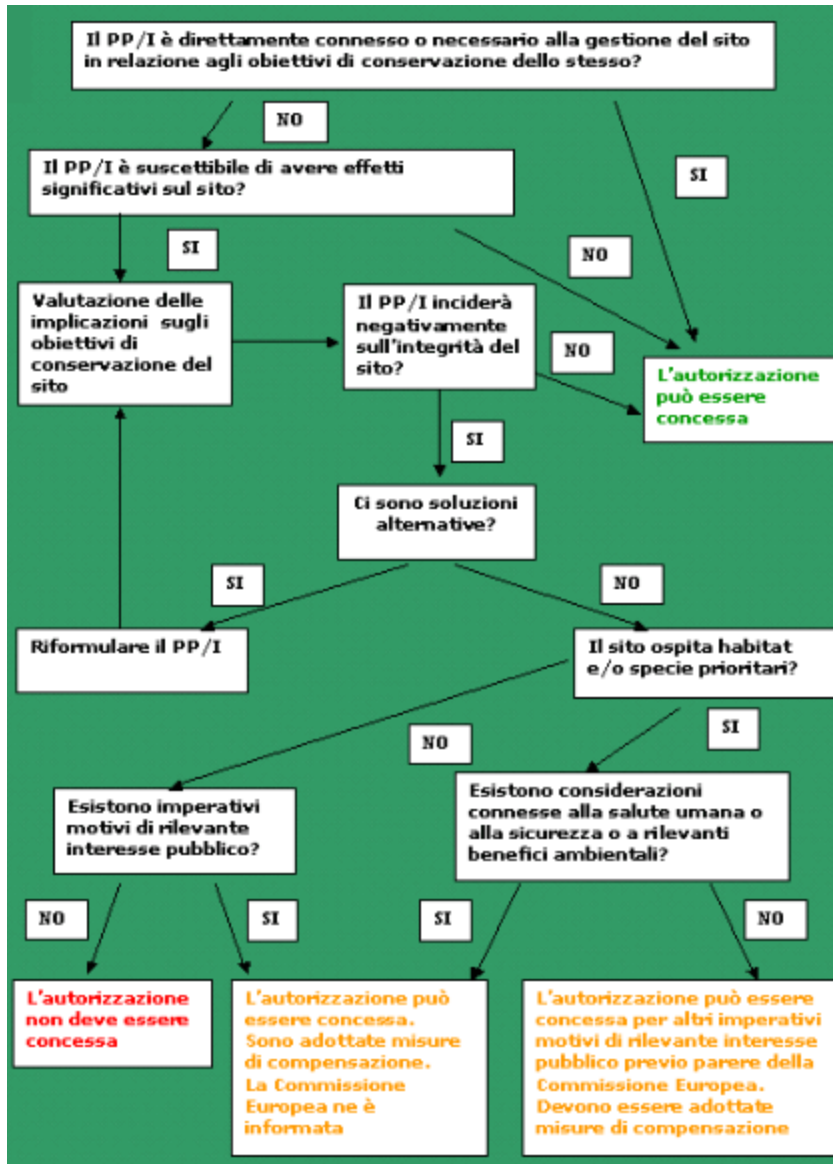 Il PP/I è direttamente connesso o necessario alla gestione del sito
in relazione agli obiettivi di conservazione dello stesso?
NO
Il PP/I è suscettibile di avere effetti
significativi sul sito?
SI
SI
NO
Valutazione delle
implicazioni sugli
obiettivi di
conservazione del
sito
Il PP/I inciderà
negativamente
sull'integrità del
sito?
NO
L'autorizzazione
può essere
concessa
SI
Ci sono soluzioni
alternative?
SI
NO
Riformulare il PP/I
Il sito ospita habitat
e/o specie prioritari?
NO
SI
Esistono imperativi
motivi di rilevante
interesse pubblico?
Esistono considerazioni
connesse alla salute umana o
alla sicurezza o a rilevanti
benefici ambientali?
NO
SI
SI
NO
L'autorizzazione
non deve essere
concessa
L'autorizzazione può
essere concessa.
Sono adottate misure
di compensazione.
La Commissione
Europea ne è
informata
L'autorizzazione può essere
concessa per altri imperativi
motivi di rilevante interesse
pubblico previo parere della
Commissione Europea.
Devono essere adottate
misure di compensazione